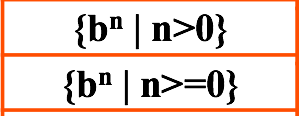 {bⁿ | n>0}
{bⁿ | n>=0}